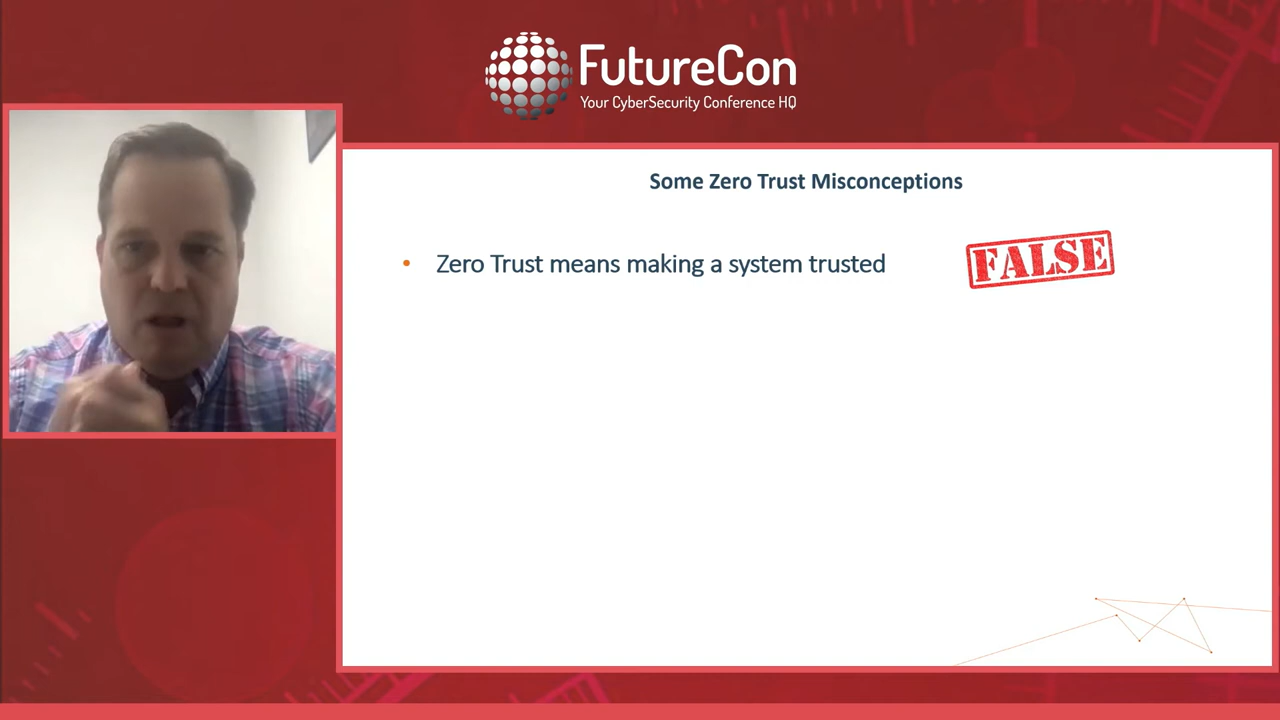 FutureCon
Your CyberSecurity Conference HQ
Some Zero Trust Misconceptions
• Zero Trust means making a system trusted
FALSE